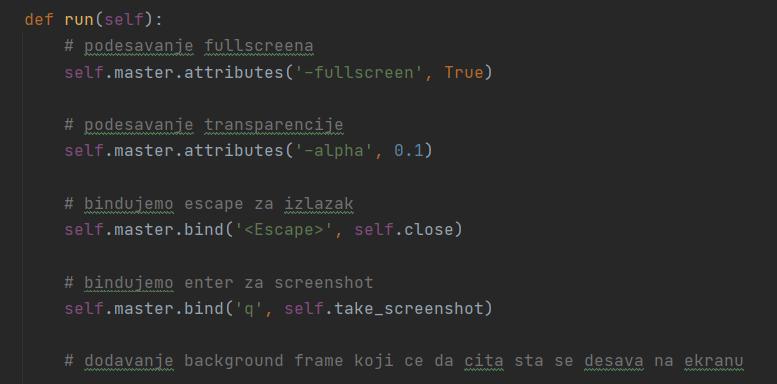 def run(self):
# podesavanje fullscreena
self.master.attributes('-fullscreen', True)
# podesavanje transparencije
self.master.attributes('-alpha', 0.1)
# bindujemo escape za izlazak
self.master.bind('<Escape>', self.close)
# bindujemo enter za screenshot
self.master.bind('q', self.take_screenshot)
# dodavanje background frame koji ce da cita sta se desava na ekranu